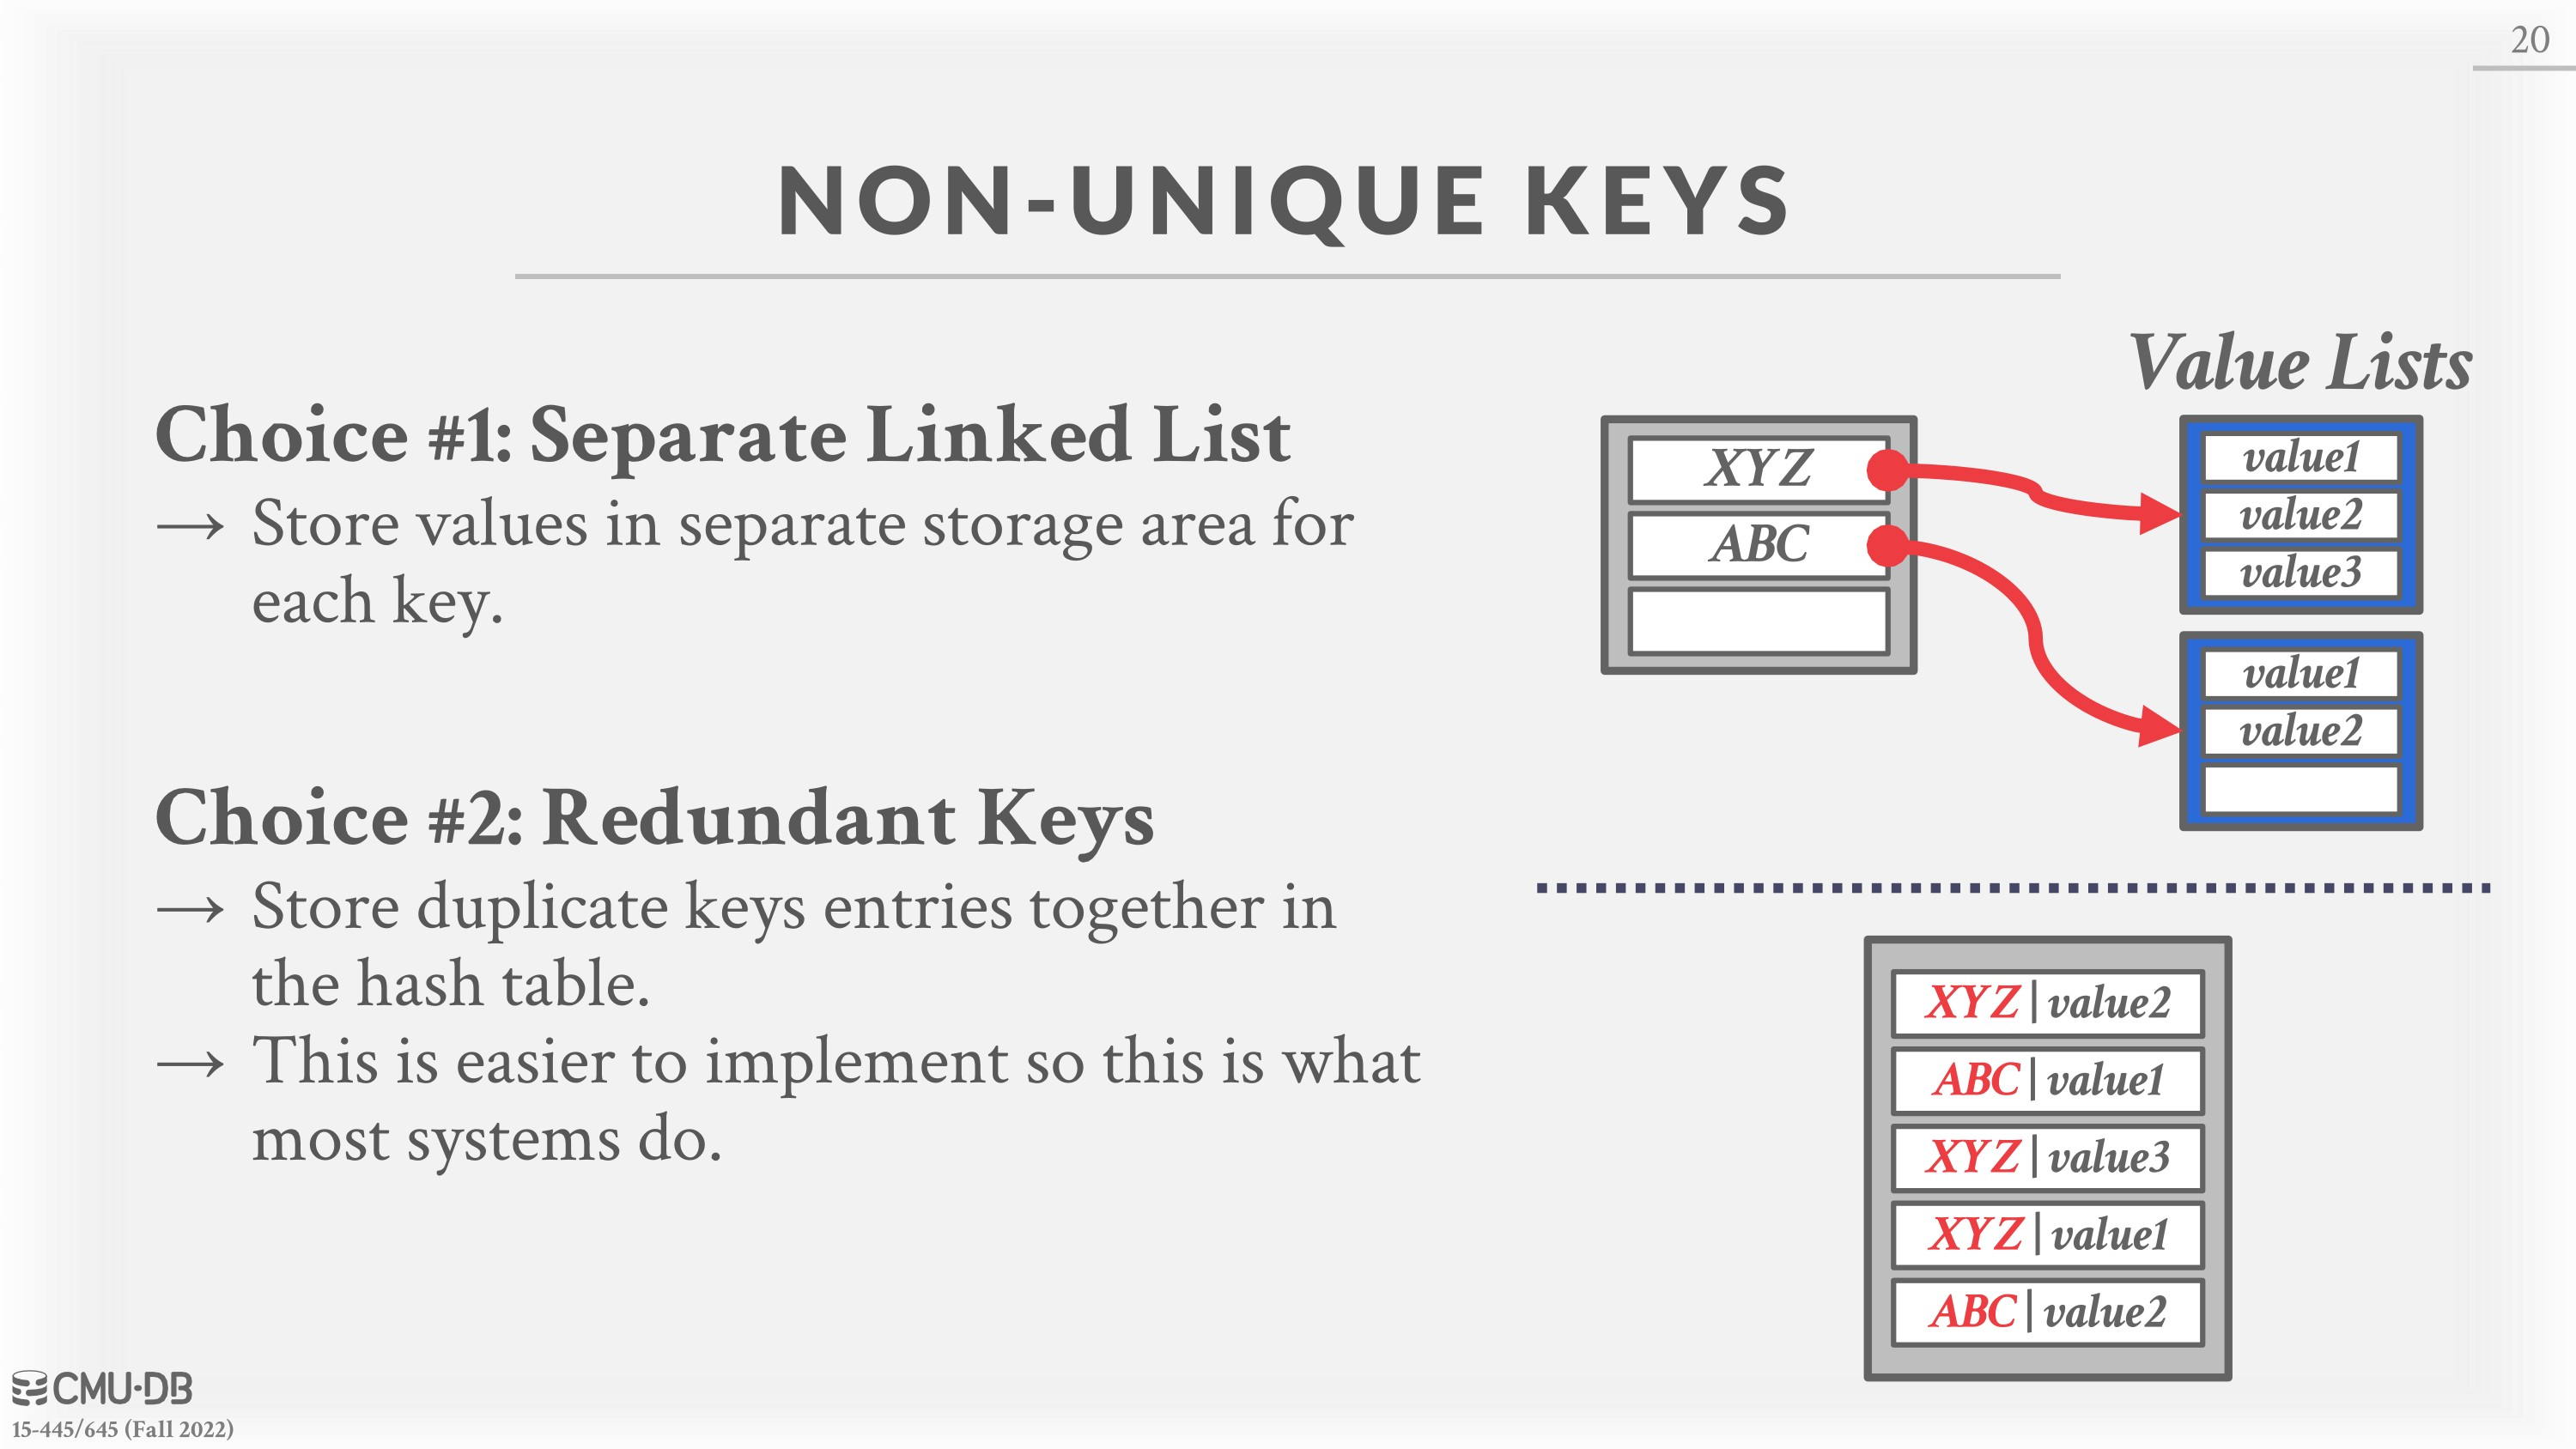 20
NON-UNIQUE KEYS
Choice #1: Separate Linked List
→ Store values in separate storage area for
each key.
Choice #2: Redundant Keys
→ Store duplicate keys entries together in
the hash table.
→ This is easier to implement so this is what
most systems do.
Value Lists
XYZ
ABC
value1
value2
value3
value1
value2
XYZ|value2
ABC|value1
XYZ|value3
XYZ|value1
ABC|value2
CMU·DB
15-445/645 (Fall 2022)